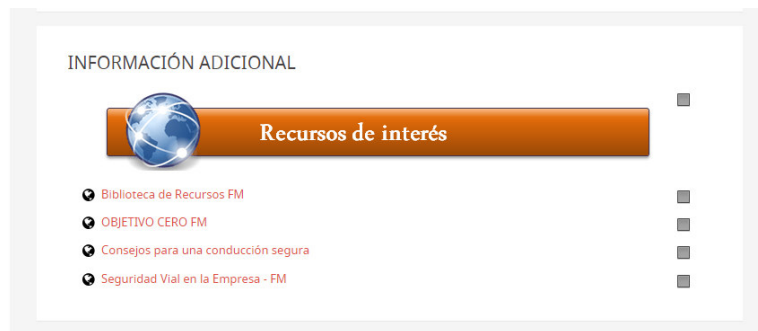 INFORMACIÓN ADICIONAL
Recursos de interés
Biblioteca de Recursos FM
OBJETIVO CERO FM
Consejos para una conducción segura
Seguridad Vial en la Empresa - FM